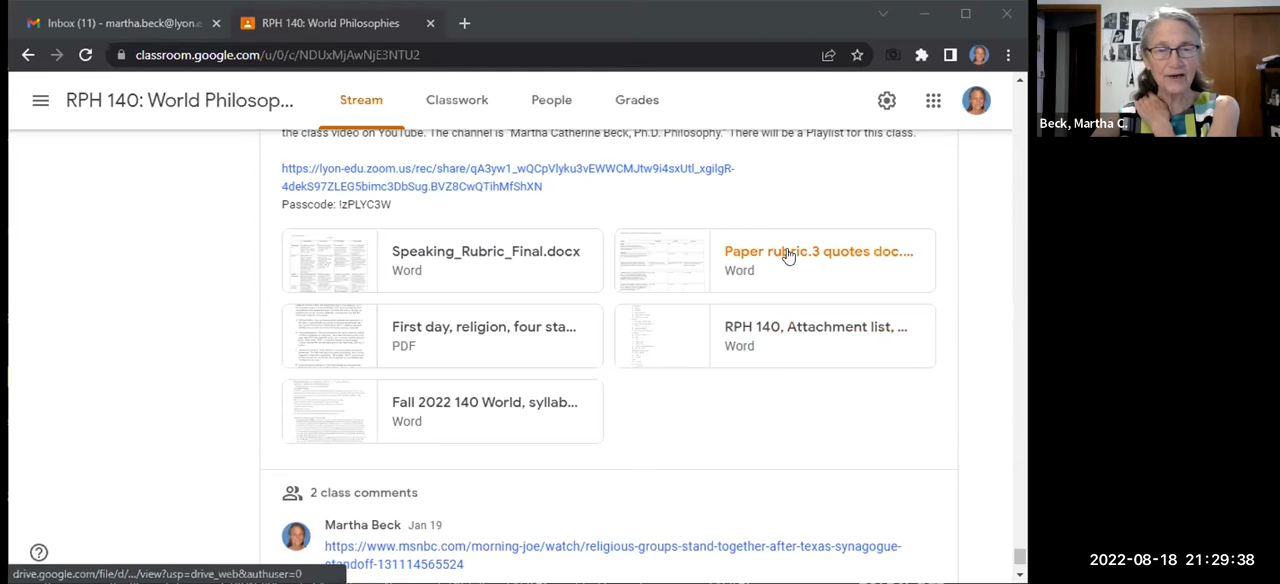 Inbox (11) - martha.beck@lyon.e
RPH 140: World Philosophies
classroom.google.com/u/0/c/NDUxMjAwNjE3NTU2
RPH 140: World Philosop...
Stream
Classwork
People
Grades
Beck, Martha C.
the class video on YouTube. The channel is "Martha Catherine Beck, Ph.D. Philosophy." There will be a Playlist for this class.
https://lyon-edu.zoom.us/rec/share/qA3yw1_wQCpVlyku3vEWWCMJtw9i4sxUtl_xgilgR-
4dekS97ZLEG5bimc3DbSug.BVZ8CwQTihMfShXN
Passcode: !zPLYC3W
Speaking_Rubric_Final.docx
Word
Paper rubric.3 quotes doc....
Word
First day, religion, four sta...
PDF
RPH 140, Attachment list, ...
Word
Fall 2022 140 World, syllab...
Word
2 class comments
Martha Beck Jan 19
https://www.msnbc.com/morning-joe/watch/religious-groups-stand-together-after-texas-synagogue-
standoff-131114565524
drive.google.com/file/d/.../view?usp=drive_web&authuser=0
2022-08-18 21:29:38